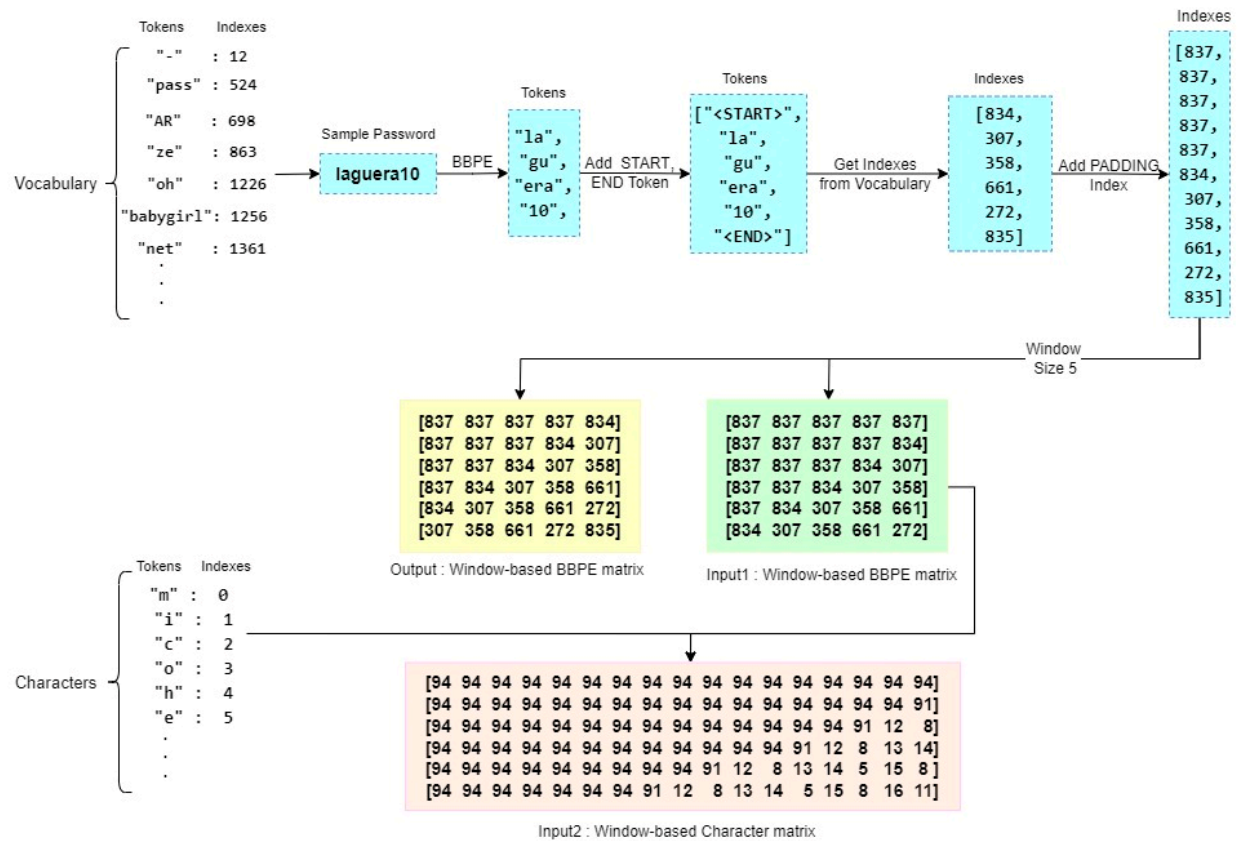 Tokens Indexes
"-" : 12
"pass" : 524
"AR" : 698
"ze" : 863
"oh" : 1226
"babygirl": 1256
"net" : 1361
.
.
.
Vocabulary
Sample Password
laguera10
BBPE
Tokens
"la",
"gu",
"era",
"10",
Add START,
END Token
Tokens
["<START>",
"la",
"gu",
"era",
"10",
"<END>"]
Get Indexes
from Vocabulary
Indexes
[834,
307,
358,
661,
272,
835]
Add PADDING
Index
Indexes
[837,
837,
837,
837,
837,
834,
307,
358,
661,
272,
835]
Window
Size 5
[837 837 837 837 834]
[837 837 837 834 307]
[837 837 834 307 358]
[837 834 307 358 661]
[834 307 358 661 272]
[307 358 661 272 835]
Output : Window-based BBPE matrix
[837 837 837 837 837]
[837 837 837 837 834]
[837 837 837 834 307]
[837 837 834 307 358]
[837 834 307 358 661]
[834 307 358 661 272]
Input1 : Window-based BBPE matrix
Tokens Indexes
"m" : 0
"i" : 1
"c" : 2
"o" : 3
"h" : 4
"e" : 5
.
.
.
Characters
[94 94 94 94 94 94 94 94 94 94 94 94 94 94 94 94 94]
[94 94 94 94 94 94 94 94 94 94 94 94 94 94 94 94 91]
[94 94 94 94 94 94 94 94 94 94 94 94 94 94 91 12 8]
[94 94 94 94 94 94 94 94 94 94 94 94 91 12 8 13 14]
[94 94 94 94 94 94 94 94 94 91 12 8 13 14 5 15 8 ]
[94 94 94 94 94 94 94 91 12 8 13 14 5 15 8 16 11]
Input2 : Window-based Character matrix